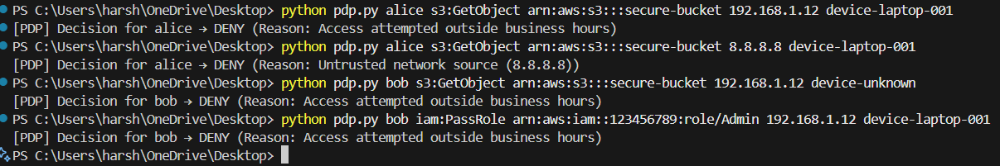 PS C:\Users\harsh\OneDrive\Desktop> python pdp.py alice s3:GetObject arn:aws:s3:::secure-bucket 192.168.1.12 device-laptop-001
[PDP] Decision for alice → DENY (Reason: Access attempted outside business hours)
PS C:\Users\harsh\OneDrive\Desktop> python pdp.py alice s3:GetObject arn:aws:s3:::secure-bucket 8.8.8.8 device-laptop-001
[PDP] Decision for alice → DENY (Reason: Untrusted network source (8.8.8.8))
PS C:\Users\harsh\OneDrive\Desktop> python pdp.py bob s3:GetObject arn:aws:s3:::secure-bucket 192.168.1.12 device-unknown
[PDP] Decision for bob → DENY (Reason: Access attempted outside business hours)
PS C:\Users\harsh\OneDrive\Desktop> python pdp.py bob iam:PassRole arn:aws:iam::123456789:role/Admin 192.168.1.12 device-laptop-001
[PDP] Decision for bob → DENY (Reason: Access attempted outside business hours)
PS C:\Users\harsh\OneDrive\Desktop>